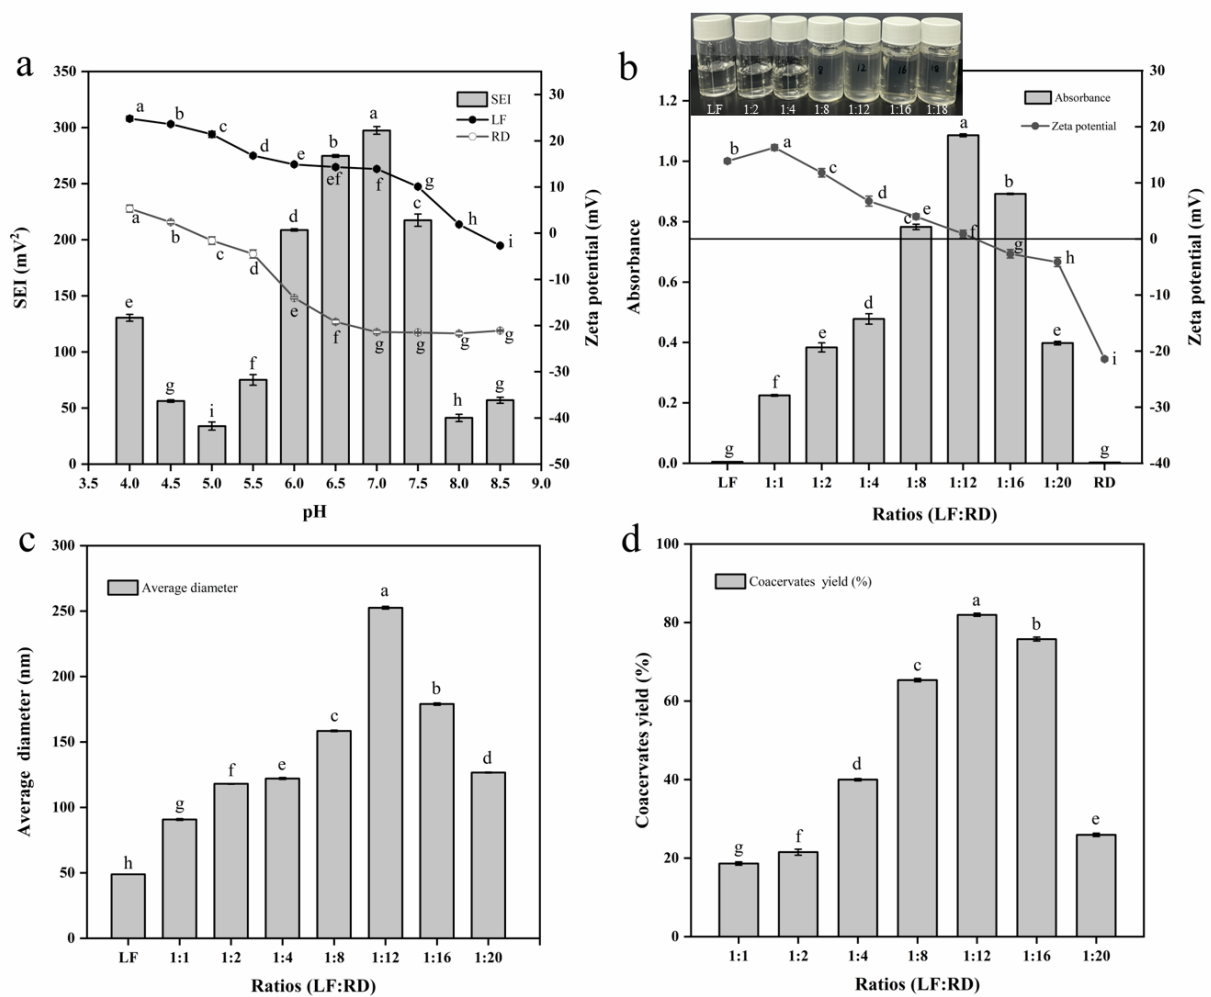 a
350
300
250
200
150
100
50
0
SEI (mV²)
3.5 4.0 4.5 5.0 5.5 6.0 6.5 7.0 7.5 8.0 8.5 9.0
pH
30
20
10
0
-10
-20
-30
-40
-50
Zeta potential (mV)
SEI
LF
RD
a b c d e ef f g h i
a b c d e f g g g g
e g i f d b a c h g
b
LF 1:2 1:4 1:8 1:12 1:16 1:18
8 12 16 18
1.2
1.0
0.8
0.6
0.4
0.2
0.0
Absorbance
LF 1:1 1:2 1:4 1:8 1:12 1:16 1:20 RD
Ratios (LF:RD)
30
20
10
0
-10
-20
-30
-40
Zeta potential (mV)
Absorbance
Zeta potential
b a c d e f g h i
g f e d c a b e g
c
300
250
200
150
100
50
0
Average diameter (nm)
LF 1:1 1:2 1:4 1:8 1:12 1:16 1:20
Ratios (LF:RD)
Average diameter
h g f e c a b d
d
100
80
60
40
20
0
Coacervates yield (%)
1:1 1:2 1:4 1:8 1:12 1:16 1:20
Ratios (LF:RD)
Coacervates yield (%)
g f d c a b e